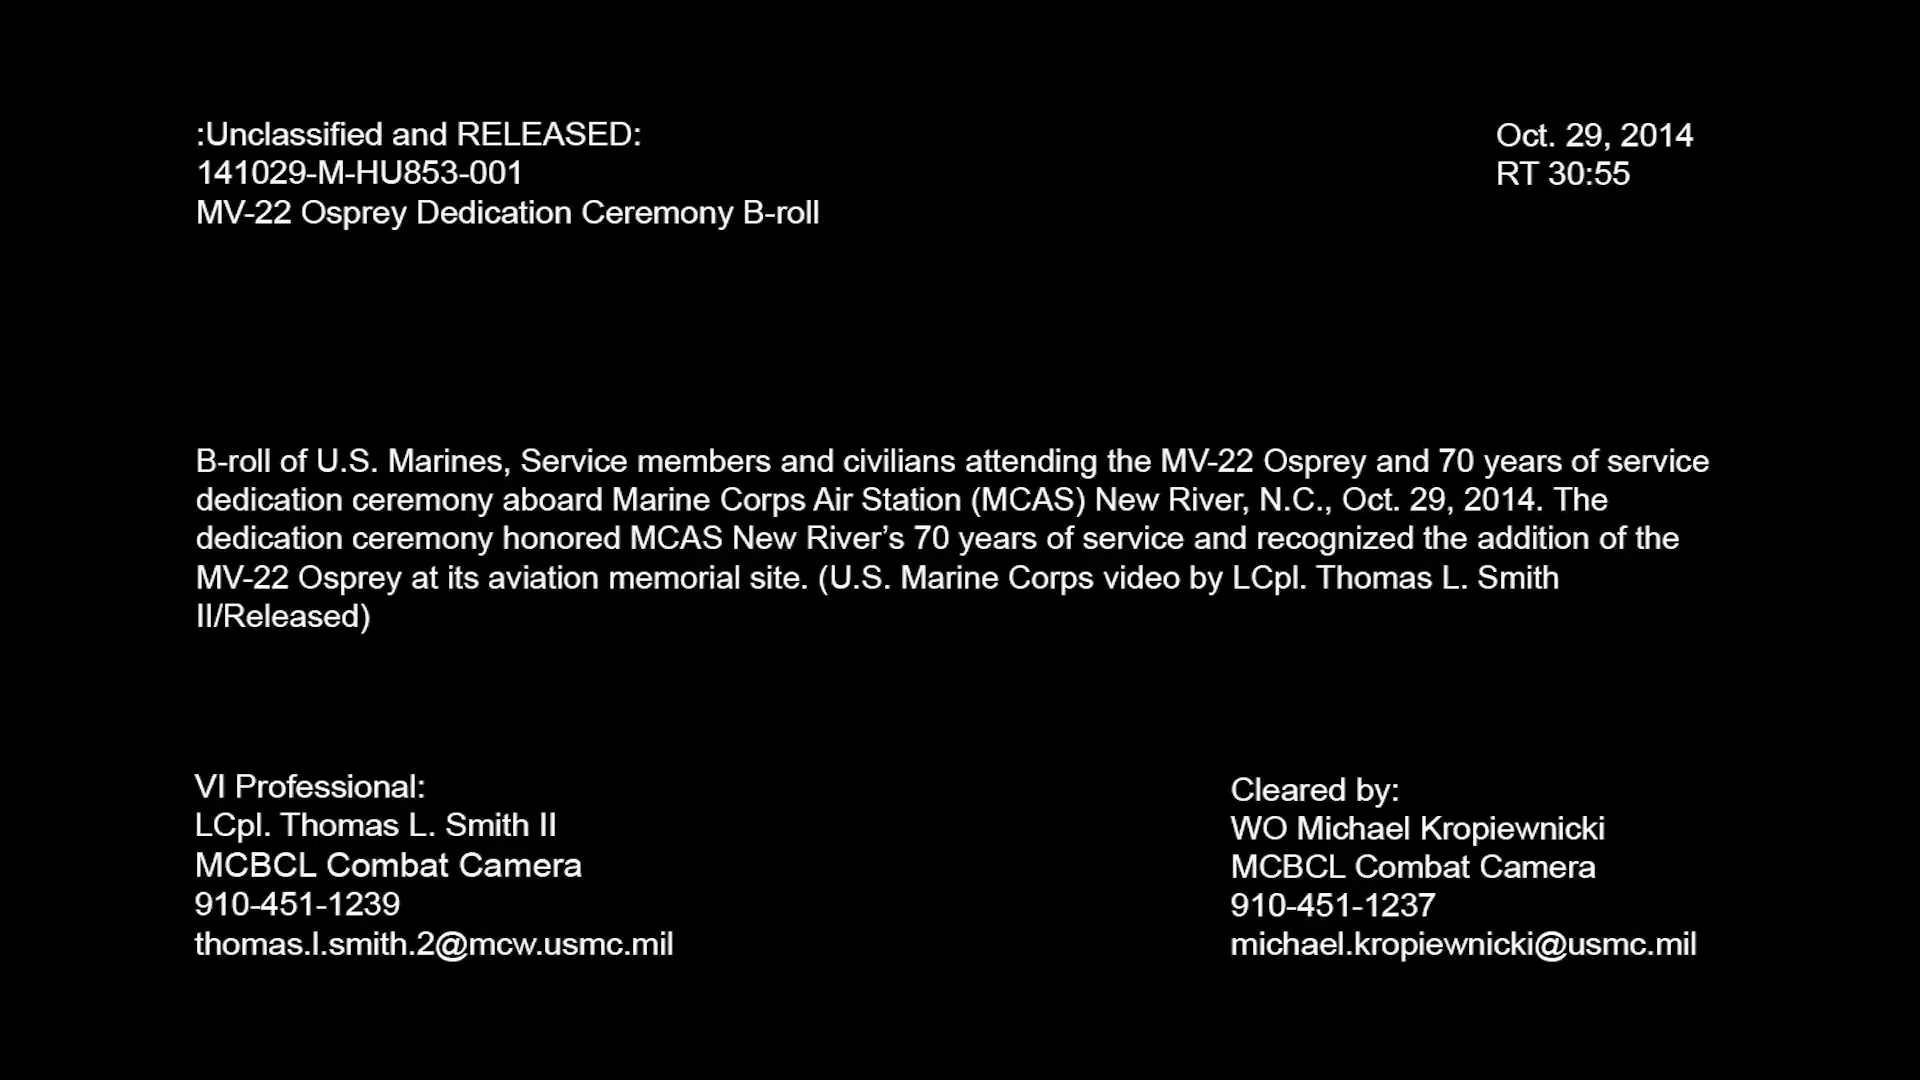 :Unclassified and RELEASED:
141029-M-HU853-001
MV-22 Osprey Dedication Ceremony B-roll
Oct. 29, 2014
RT 30:55
B-roll of U.S. Marines, Service members and civilians attending the MV-22 Osprey and 70 years of service
dedication ceremony aboard Marine Corps Air Station (MCAS) New River, N.C., Oct. 29, 2014. The
dedication ceremony honored MCAS New River’s 70 years of service and recognized the addition of the
MV-22 Osprey at its aviation memorial site. (U.S. Marine Corps video by LCpl. Thomas L. Smith
II/Released)
VI Professional:
LCpl. Thomas L. Smith II
MCBCL Combat Camera
910-451-1239
thomas.l.smith.2@mcw.usmc.mil
Cleared by:
WO Michael Kropiewnicki
MCBCL Combat Camera
910-451-1237
michael.kropiewnicki@usmc.mil